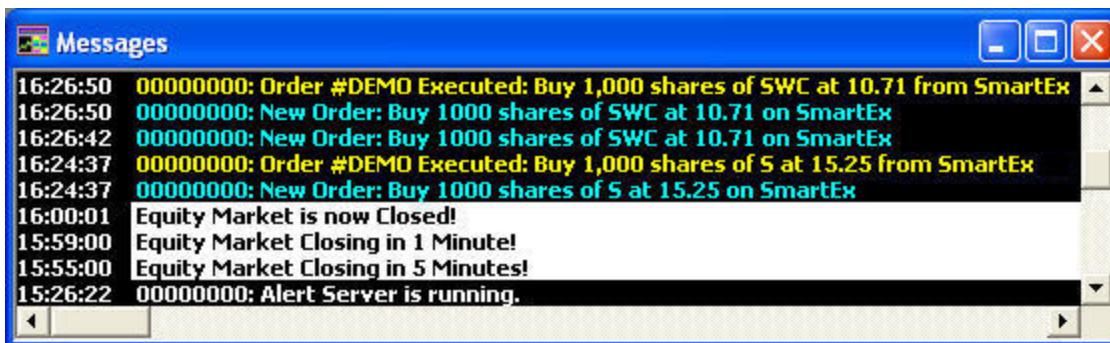 Messages
16:26:50 00000000: Order #DEMO Executed: Buy 1,000 shares of SWC at 10.71 from SmartEx
16:26:50 00000000: New Order: Buy 1000 shares of SWC at 10.71 on SmartEx
16:26:42 00000000: New Order: Buy 1000 shares of SWC at 10.71 on SmartEx
16:24:37 00000000: Order #DEMO Executed: Buy 1,000 shares of S at 15.25 from SmartEx
16:24:37 00000000: New Order: Buy 1000 shares of S at 15.25 on SmartEx
16:00:01 Equity Market is now Closed!
15:59:00 Equity Market Closing in 1 Minute!
15:55:00 Equity Market Closing in 5 Minutes!
15:26:22 00000000: Alert Server is running.